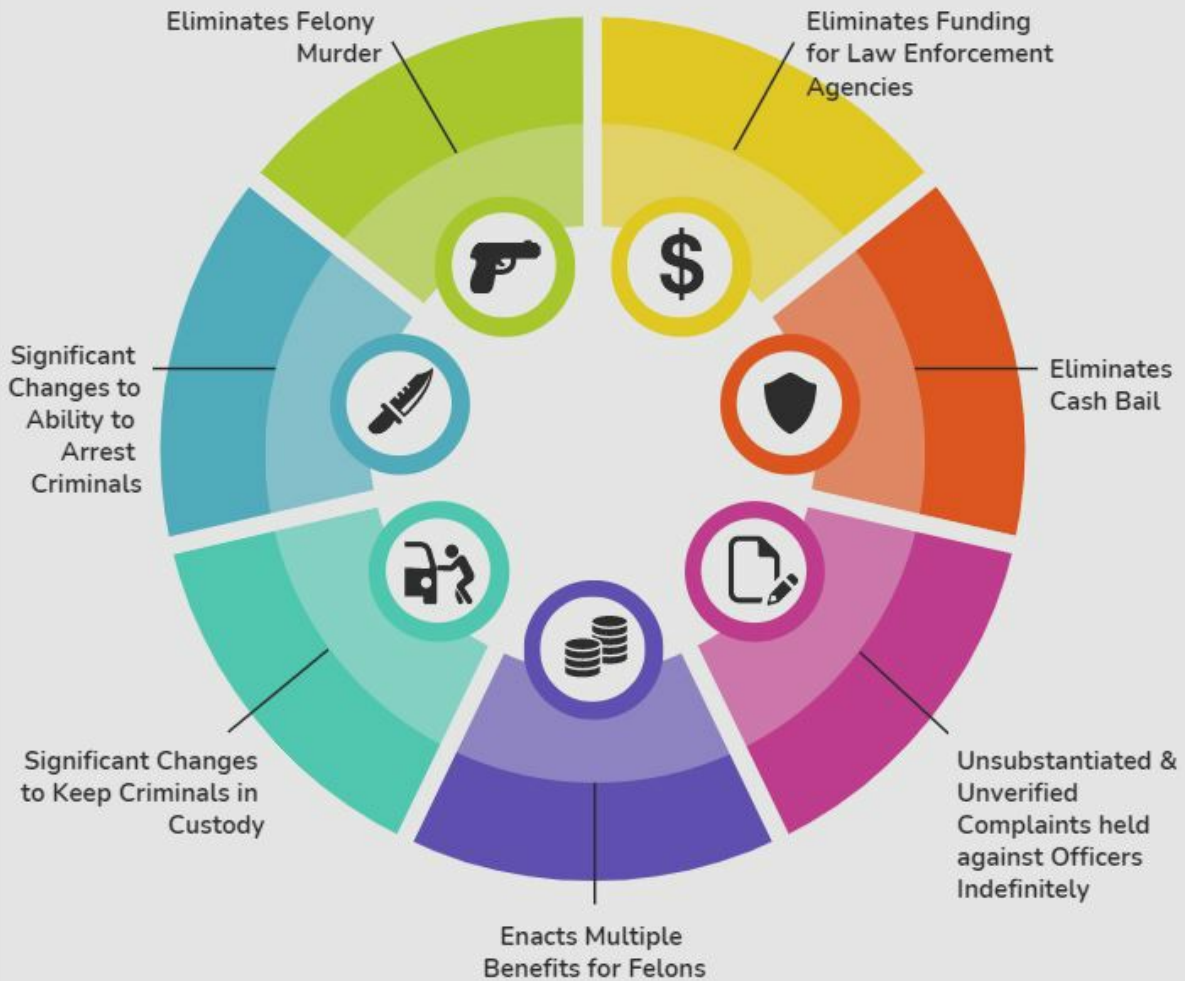 Eliminates Felony
Murder
Eliminates Funding
for Law Enforcement
Agencies
Significant
Changes to
Ability to
Arrest
Criminals
Eliminates
Cash Bail
$
Significant Changes
to Keep Criminals in
Custody
Unsubstantiated &
Unverified
Complaints held
against Officers
Indefinitely
Enacts Multiple
Benefits for Felons